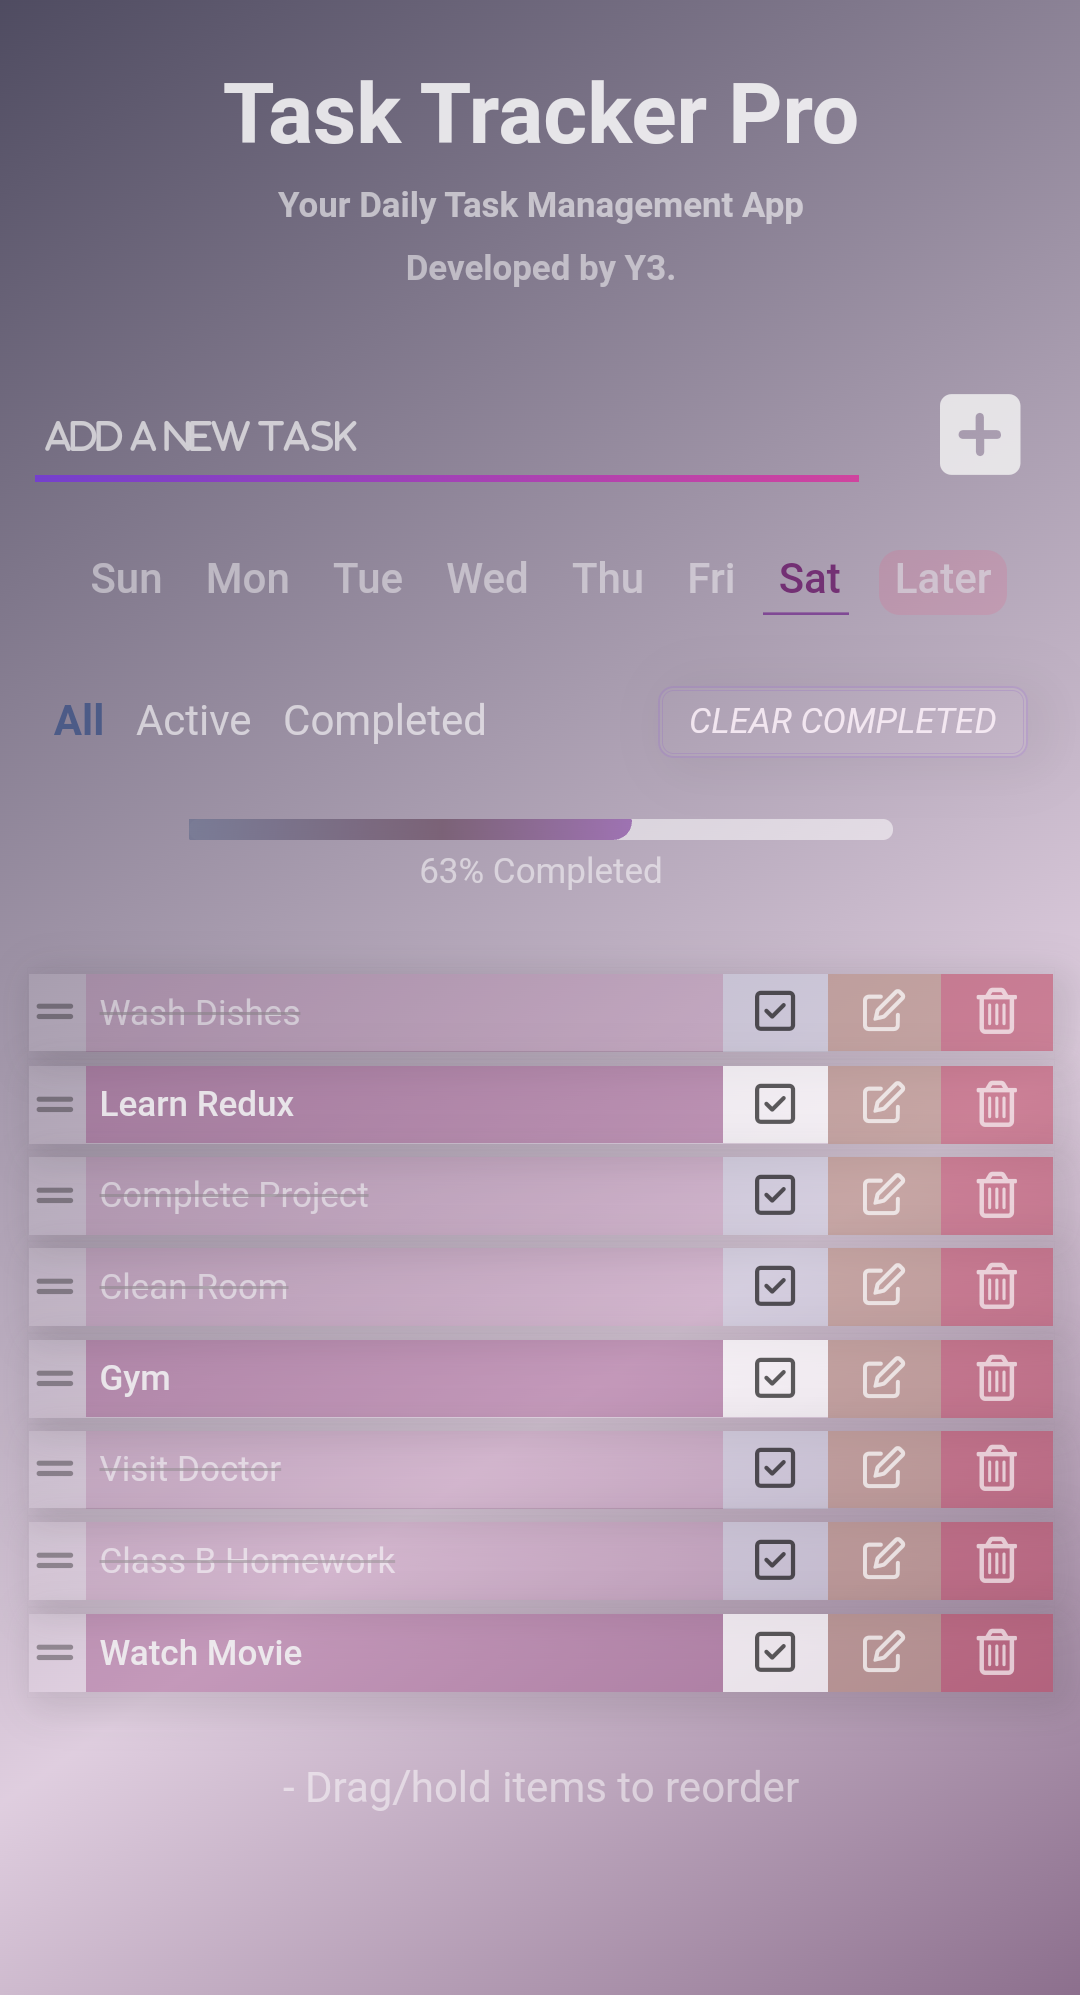 Task Tracker Pro
Your Daily Task Management App
Developed by Y3.
ADD A NEW TASK
Sun Mon Tue Wed Thu Fri Sat Later
All Active Completed CLEAR COMPLETED
63% Completed
Wash Dishes
Learn Redux
Complete Project
Clean Room
Gym
Visit Doctor
Class B Homework
Watch Movie
- Drag/hold items to reorder